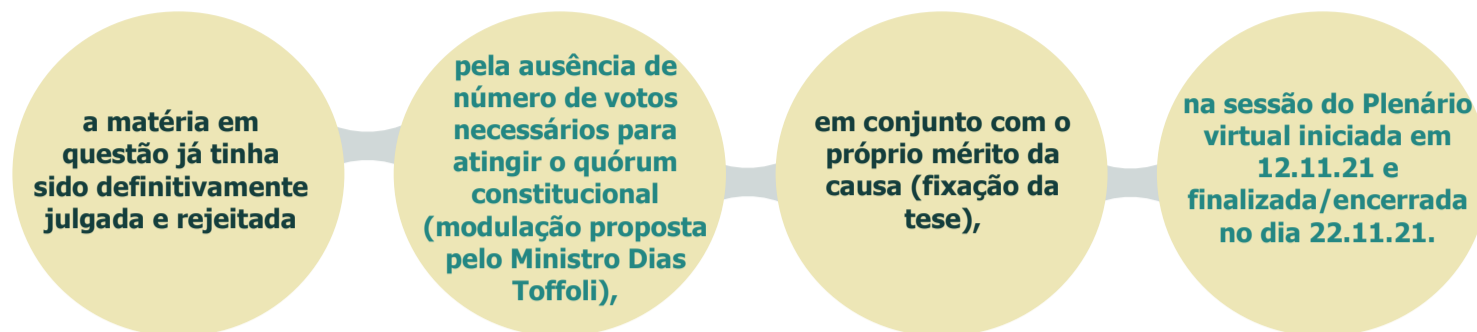 a matéria em
questão já tinha
sido definitivamente
julgada e rejeitada
pela ausência de
número de votos
necessários para
atingir o quórum
constitucional
(modulação proposta
pelo Ministro Dias
Toffoli),
em conjunto com o
próprio mérito da
causa (fixação da
tese),
na sessão do Plenário
virtual iniciada em
12.11.21 e
finalizada/encerrada
no dia 22.11.21.